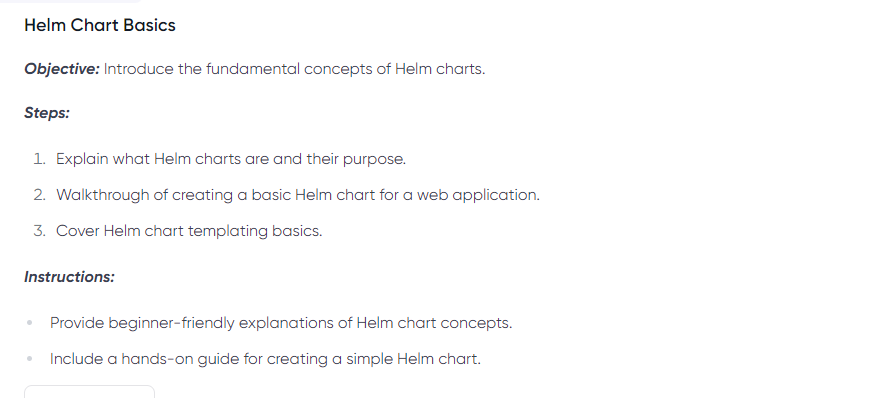 Helm Chart Basics
Objective: Introduce the fundamental concepts of Helm charts.
Steps:
1. Explain what Helm charts are and their purpose.
2. Walkthrough of creating a basic Helm chart for a web application.
3. Cover Helm chart templating basics.
Instructions:
• Provide beginner-friendly explanations of Helm chart concepts.
• Include a hands-on guide for creating a simple Helm chart.